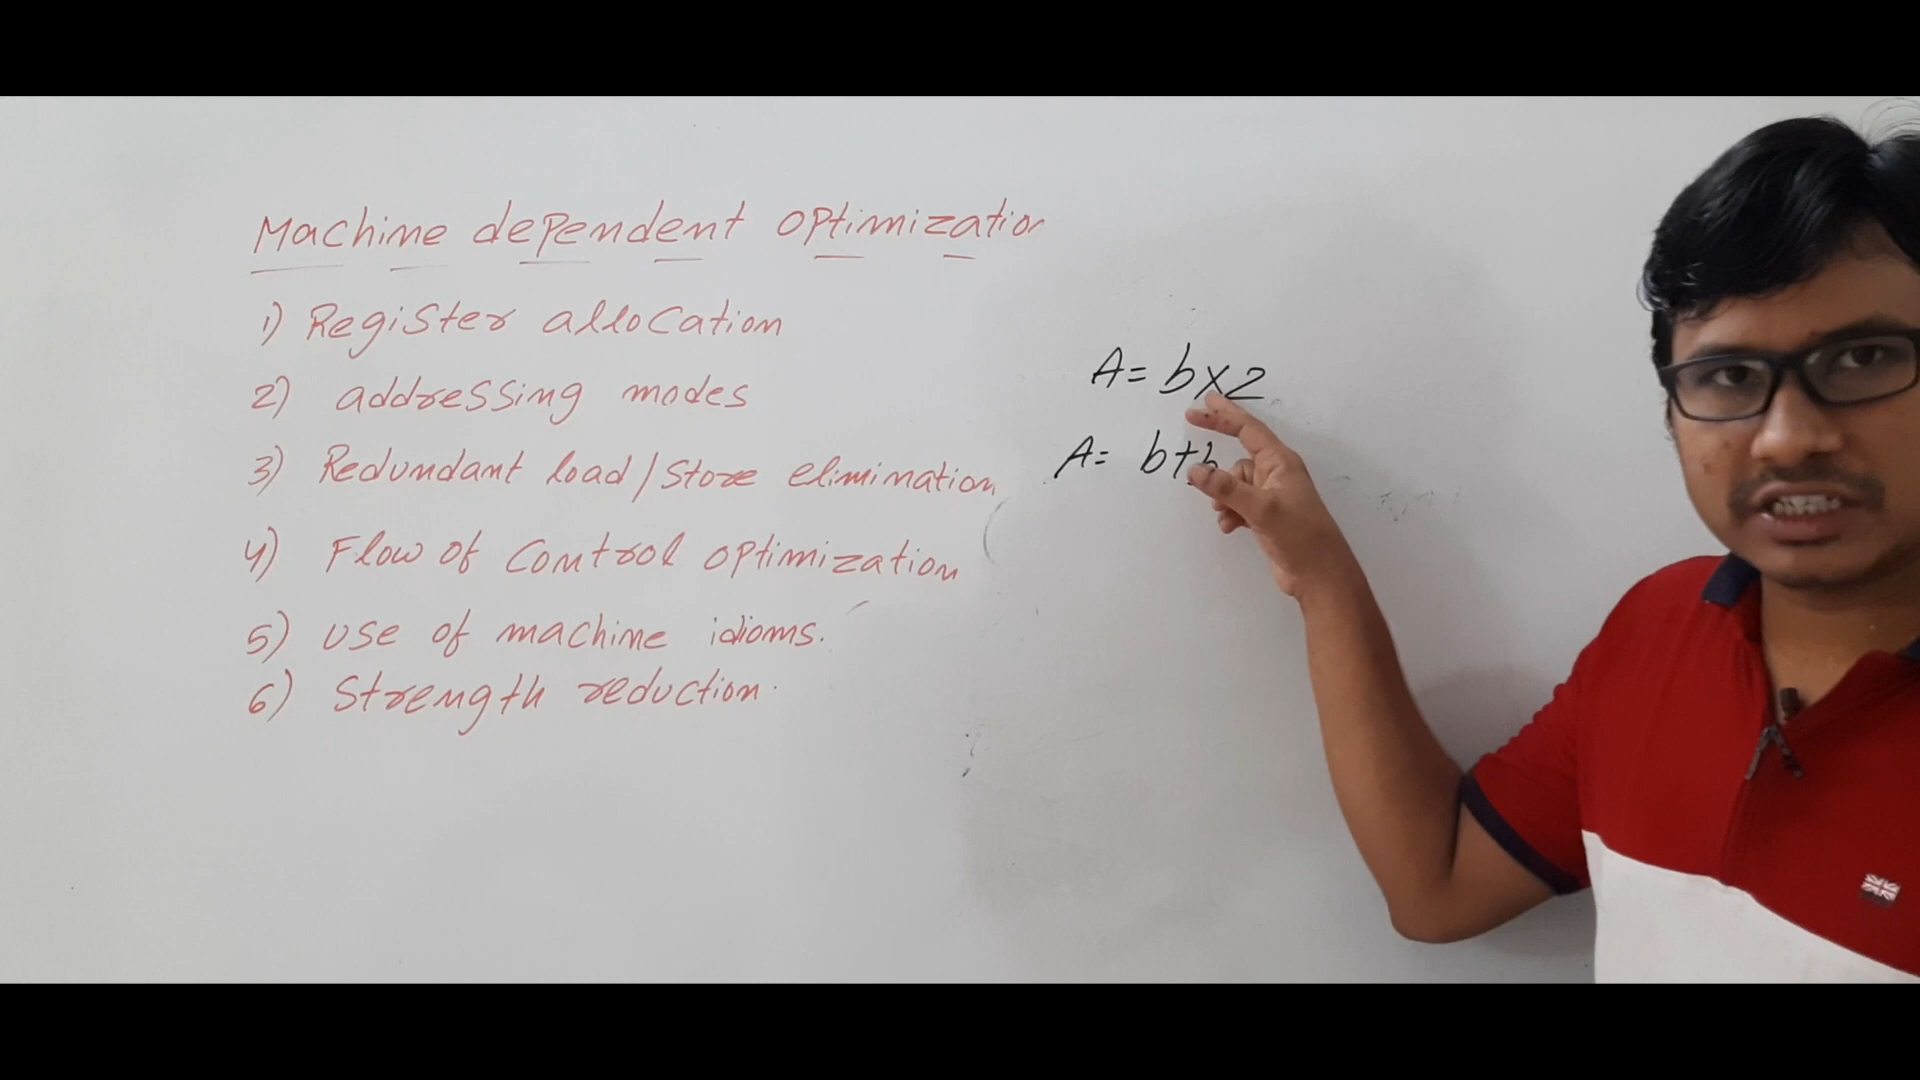 Machine dependent optimization
1) Register allocation
2) addressing modes
3) Redundant load/store elimination
4) Flow of control optimization
5) use of machine idioms.
6) Strength reduction.
A = b×2
A = b+b